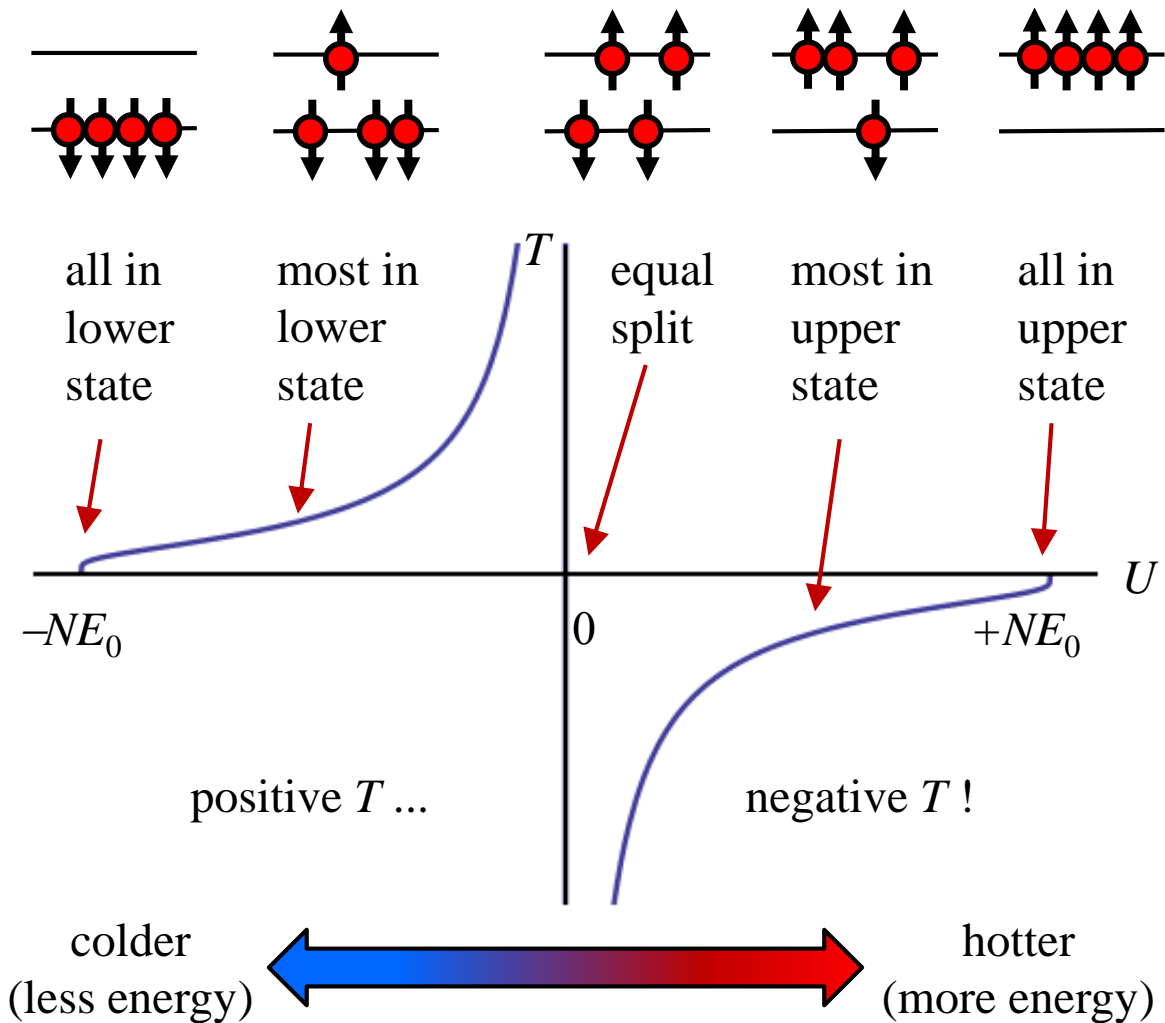 T
all in
lower
state
most in
lower
state
equal
split
most in
upper
state
all in
upper
state
U
–NE₀
0
+NE₀
positive T ...
negative T !
colder
(less energy)
hotter
(more energy)